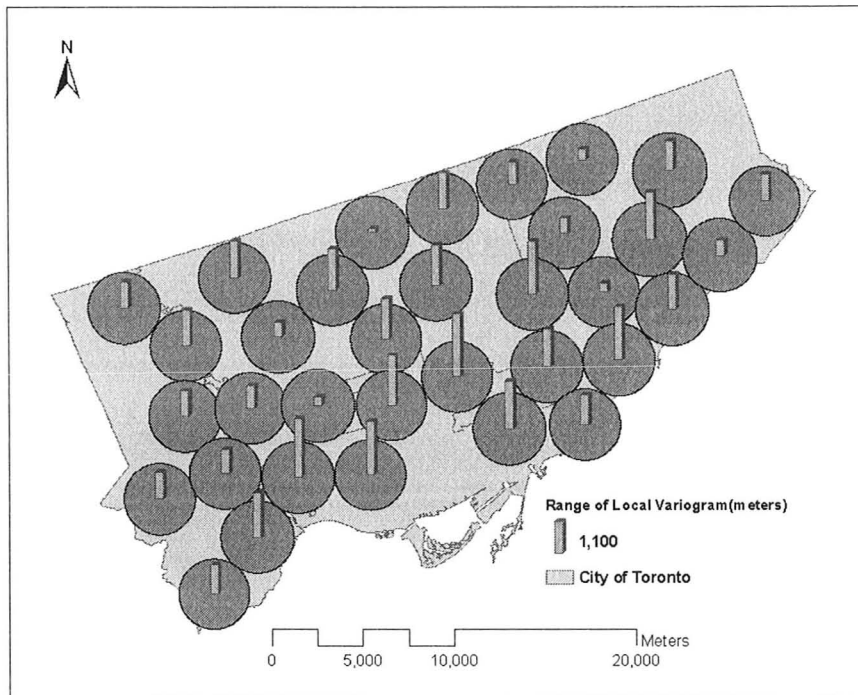 N
Range of Local Variogram(meters)
1,100
City of Toronto
Meters
0 5,000 10,000 20,000